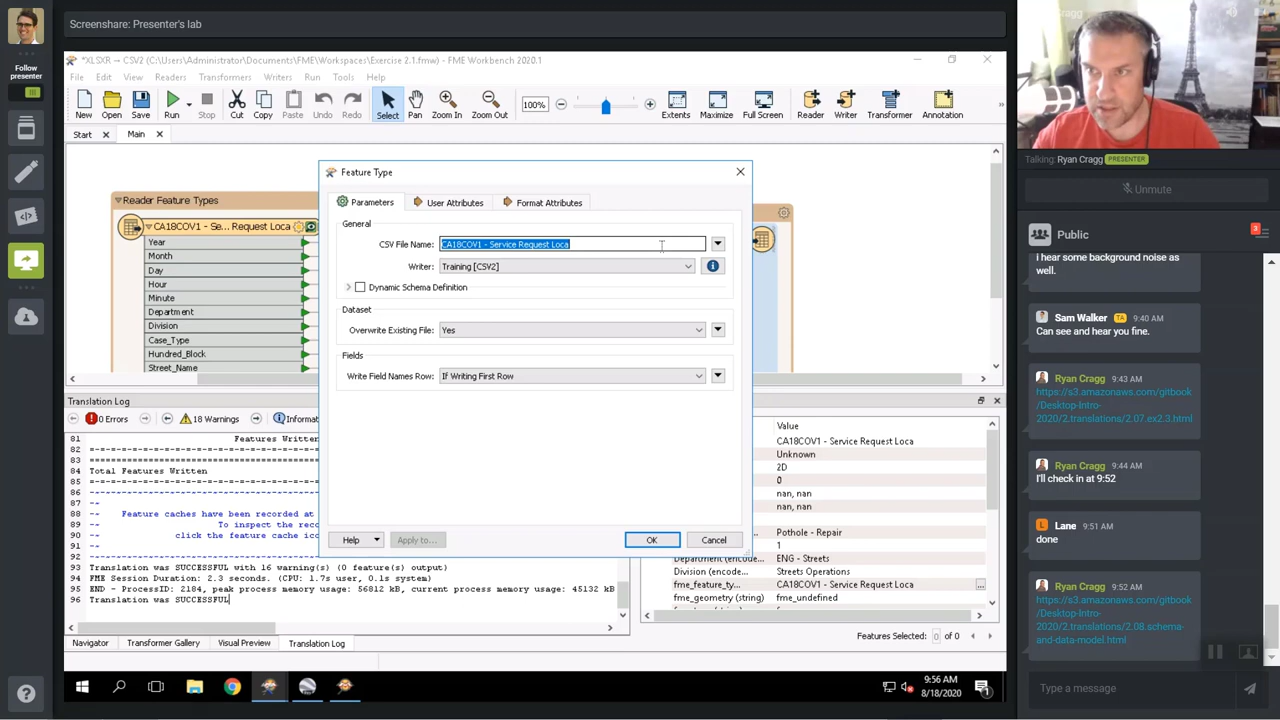 Screenshare: Presenter's lab
Follow
presenter
*XLSXR → CSV2 (C:\Users\Administrator\Documents\FME\Workspaces\Exercise 2.1.fmw) - FME Workbench 2020.1
File Edit View Readers Transformers Writers Run Tools Help
New Open Save Run Stop Cut Copy Paste Undo Redo Select Pan Zoom In Zoom Out 100% Extents Maximize Full Screen Reader Writer Transformer Annotation
Start Main
Reader Feature Types
CA18COV1 - Se... Request Loca
Year
Month
Day
Hour
Minute
Department
Division
Case_Type
Hundred_Block
Street_Name
Feature Type
Parameters User Attributes Format Attributes
General
CSV File Name: CA18COV1 - Service Request Loca
Writer: Training [CSV2]
Dynamic Schema Definition
Dataset
Overwrite Existing File: Yes
Fields
Write Field Names Row: If Writing First Row
Help Apply to... OK Cancel
Translation Log
0 Errors 18 Warnings Informat
81 Features Written
82 =-=-=-=-=-=-=-=-=-=-=-=-=-=-=-=-=
83 =================================
84 Total Features Written
85 =-=-=-=-=-=-=-=-=-=-=-=-=-=-=-=-=
86
87 -~
88 -~ Feature caches have been recorded at
89 -~ To inspect the reco
90 -~ click the feature cache ico
91 -~
92
93 Translation was SUCCESSFUL with 16 warning(s) (0 feature(s) output)
94 FME Session Duration: 2.3 seconds. (CPU: 1.7s user, 0.1s system)
95 END - ProcessID: 2184, peak process memory usage: 56812 kB, current process memory usage: 45132 kB
96 Translation was SUCCESSFUL
Value
CA18COV1 - Service Request Loca
Unknown
2D
0
nan, nan
nan, nan
Pothole - Repair
1
Department (encode... ENG - Streets
Division (encode... Streets Operations
fme_feature_ty... CA18COV1 - Service Request Loca
fme_geometry (string) fme_undefined
Features Selected: 0 of 0
Navigator Transformer Gallery Visual Preview Translation Log
9:56 AM
8/18/2020
1
Cragg
Talking: Ryan Cragg PRESENTER
Unmute
Public
3
I hear some background noise as
well.
Sam Walker TA 9:40 AM
Can see and hear you fine.
Ryan Cragg 9:43 AM
https://s3.amazonaws.com/gitbook
/Desktop-Intro-
2020/2.translations/2.07.ex2.3.html
Ryan Cragg 9:44 AM
I'll check in at 9:52
L
Lane 9:51 AM
done
Ryan Cragg 9:52 AM
https://s3.amazonaws.com/gitbook
/Desktop-Intro-
2020/2.translations/2.08.schema-
and-data-model.html
Type a message